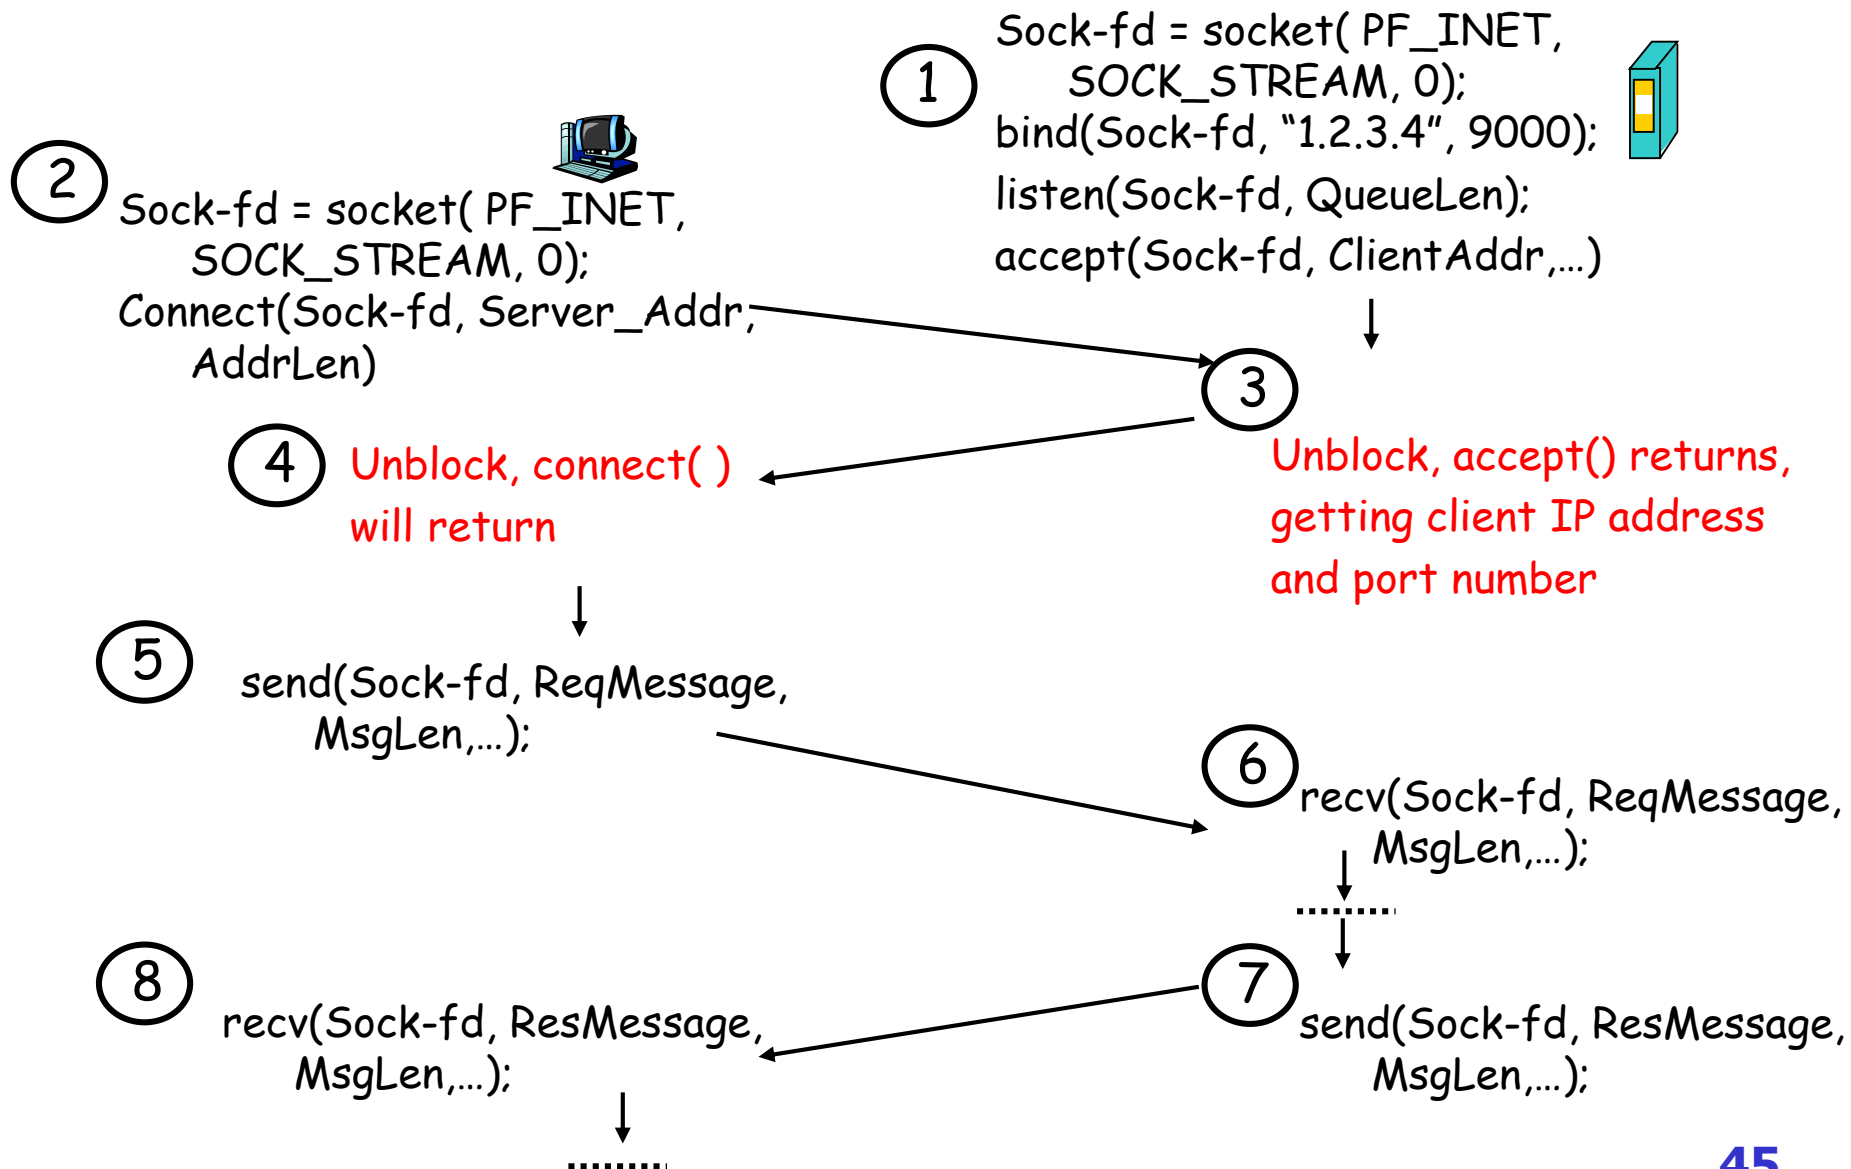 1
Sock-fd = socket( PF_INET,
SOCK_STREAM, 0);
bind(Sock-fd, “1.2.3.4”, 9000);
listen(Sock-fd, QueueLen);
accept(Sock-fd, ClientAddr,…)
2
Sock-fd = socket( PF_INET,
SOCK_STREAM, 0);
Connect(Sock-fd, Server_Addr,
AddrLen)
3
Unblock, accept() returns,
getting client IP address
and port number
4
Unblock, connect( )
will return
5
send(Sock-fd, ReqMessage,
MsgLen,…);
6
recv(Sock-fd, ReqMessage,
MsgLen,…);
7
send(Sock-fd, ResMessage,
MsgLen,…);
8
recv(Sock-fd, ResMessage,
MsgLen,…);
45